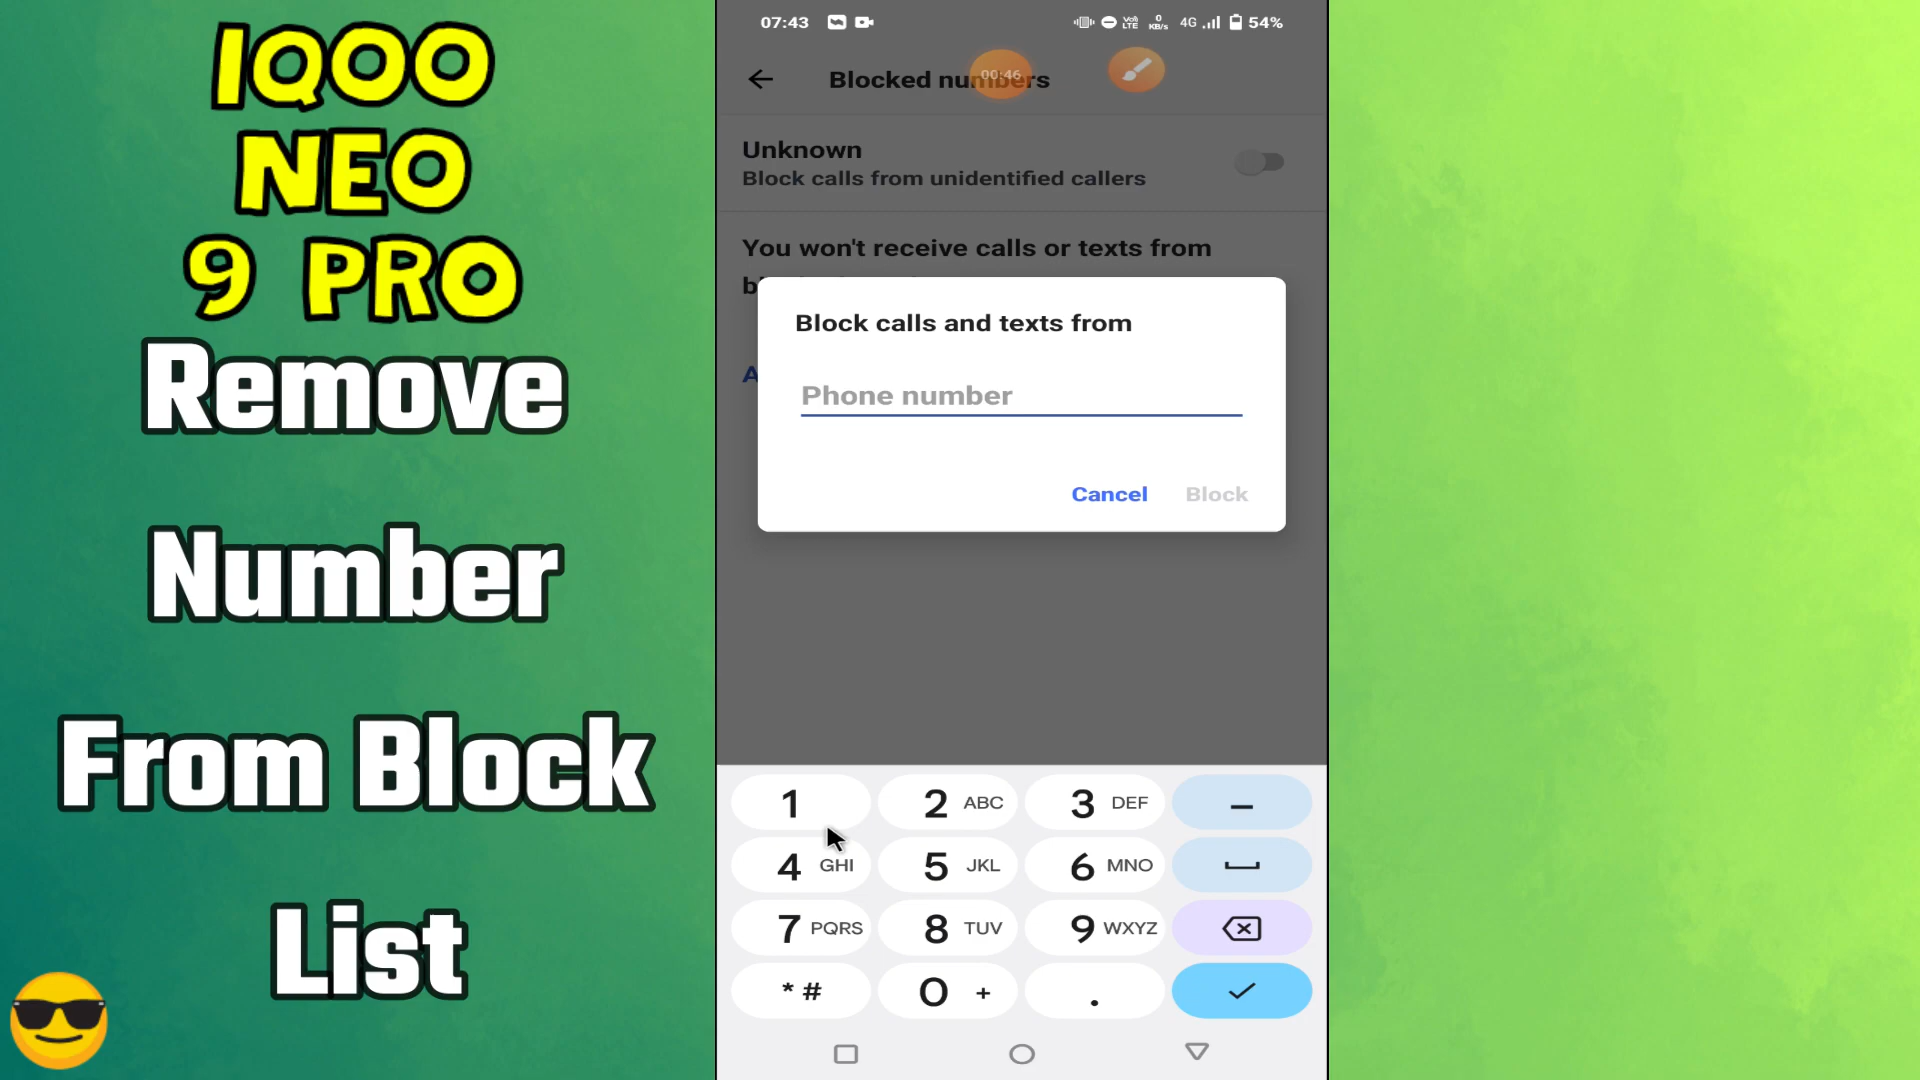 IQOO
NEO
9 PRO
Remove
Number
From Block
List
07:43
VoLTE
0 KB/s
4G
54%
Blocked numbers
00:46
Unknown
Block calls from unidentified callers
You won't receive calls or texts from
Block calls and texts from
Phone number
Cancel Block
1 2 ABC 3 DEF –
4 GHI 5 JKL 6 MNO
7 PQRS 8 TUV 9 WXYZ
* # 0 + .